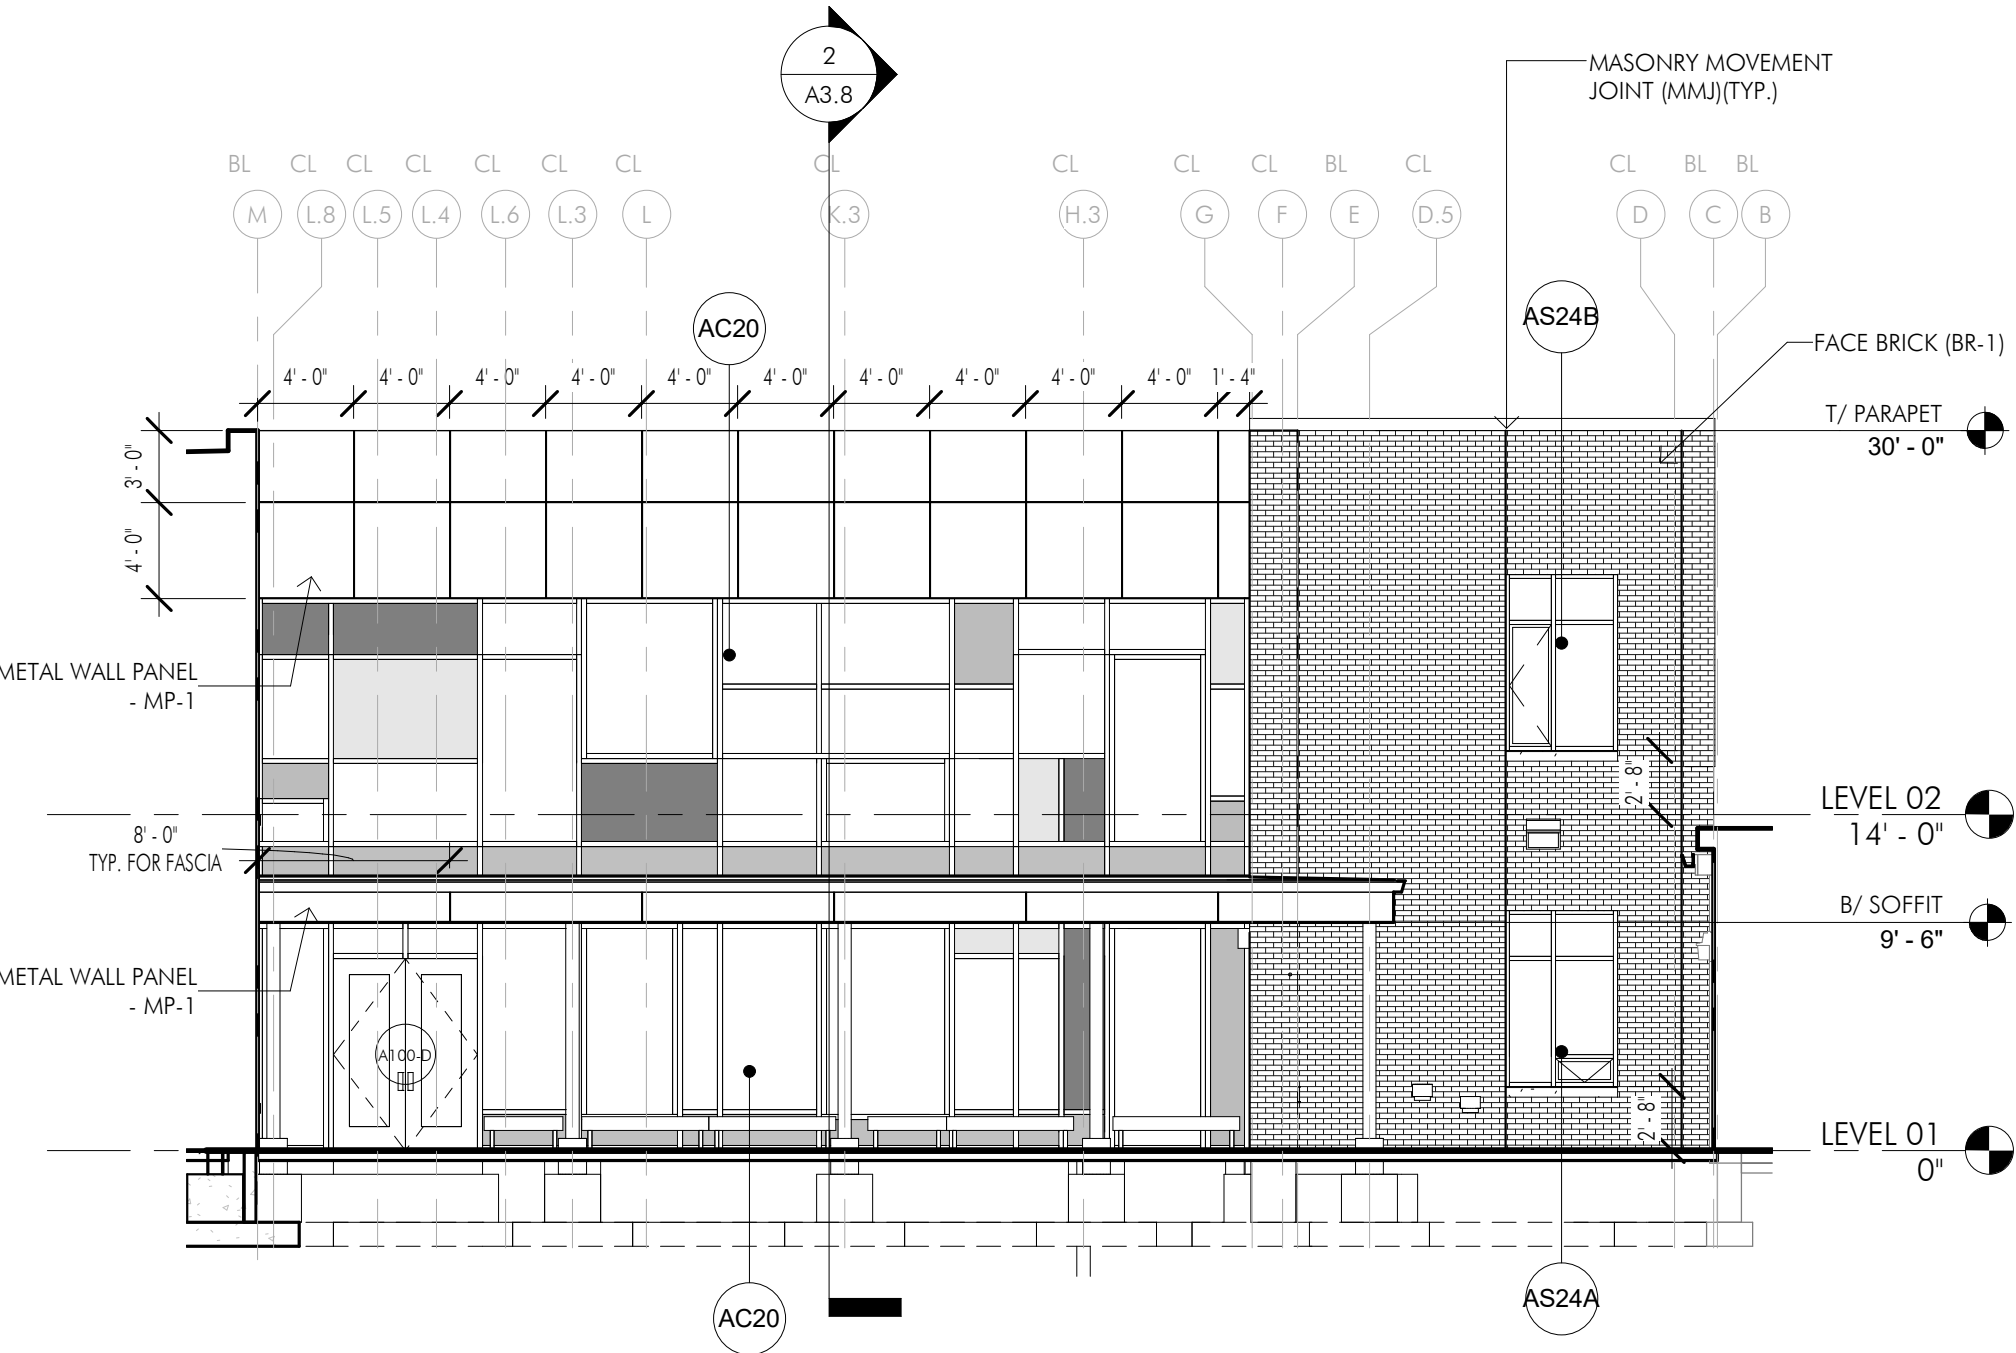 2
A3.8
MASONRY MOVEMENT
JOINT (MMJ)(TYP.)
BL CL CL CL CL CL CL CL CL CL CL BL CL CL BL BL
M L.8 L.5 L.4 L.6 L.3 L K.3 H.3 G F E D.5 D C B
AC20
AS24B
FACE BRICK (BR-1)
4' - 0" 4' - 0" 4' - 0" 4' - 0" 4' - 0" 4' - 0" 4' - 0" 4' - 0" 4' - 0" 4' - 0" 1' - 4"
T/ PARAPET
30' - 0"
3' - 0"
4' - 0"
METAL WALL PANEL
- MP-1
2' - 8"
LEVEL 02
14' - 0"
8' - 0"
TYP. FOR FASCIA
B/ SOFFIT
9' - 6"
METAL WALL PANEL
- MP-1
A100-D
2' - 8"
LEVEL 01
0"
AC20
AS24A